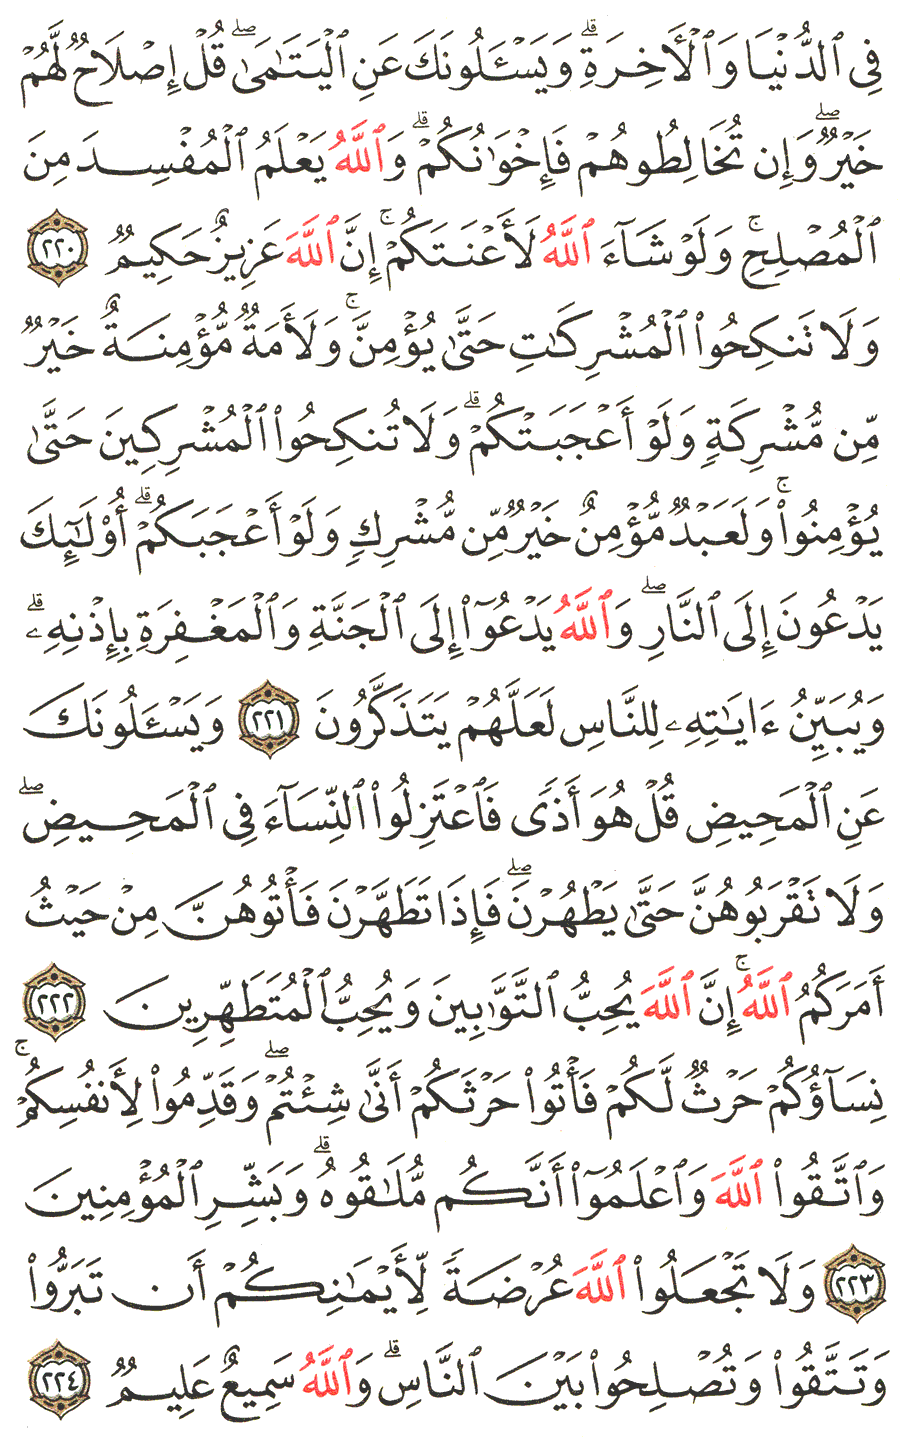 فِى ٱلدُّنْيَا وَٱلْأَخِرَةِ ۗ وَيَسْـَٔلُونَكَ عَنِ ٱلْيَتَـٰمَىٰ ۖ قُلْ إِصْلَاحٌ لَّهُمْ
خَيْرٌ ۖ وَإِن تُخَالِطُوهُمْ فَإِخْوَٰنُكُمْ ۗ وَٱللَّهُ يَعْلَمُ ٱلْمُفْسِدَ مِنَ
ٱلْمُصْلِحِ ۚ وَلَوْ شَآءَ ٱللَّهُ لَأَعْنَتَكُمْ ۚ إِنَّ ٱللَّهَ عَزِيزٌ حَكِيمٌ ٢٢٠
وَلَا تَنكِحُوا۟ ٱلْمُشْرِكَـٰتِ حَتَّىٰ يُؤْمِنَّ ۚ وَلَأَمَةٌ مُّؤْمِنَةٌ خَيْرٌ
مِّن مُّشْرِكَةٍ وَلَوْ أَعْجَبَتْكُمْ ۗ وَلَا تُنكِحُوا۟ ٱلْمُشْرِكِينَ حَتَّىٰ
يُؤْمِنُوا۟ ۚ وَلَعَبْدٌ مُّؤْمِنٌ خَيْرٌ مِّن مُّشْرِكٍ وَلَوْ أَعْجَبَكُمْ ۗ أُو۟لَـٰٓئِكَ
يَدْعُونَ إِلَى ٱلنَّارِ ۖ وَٱللَّهُ يَدْعُوٓا۟ إِلَى ٱلْجَنَّةِ وَٱلْمَغْفِرَةِ بِإِذْنِهِۦ ۗ
وَيُبَيِّنُ ءَايَـٰتِهِۦ لِلنَّاسِ لَعَلَّهُمْ يَتَذَكَّرُونَ ٢٢١ وَيَسْـَٔلُونَكَ
عَنِ ٱلْمَحِيضِ قُلْ هُوَ أَذًى فَٱعْتَزِلُوا۟ ٱلنِّسَآءَ فِى ٱلْمَحِيضِ ۖ
وَلَا تَقْرَبُوهُنَّ حَتَّىٰ يَطْهُرْنَ ۖ فَإِذَا تَطَهَّرْنَ فَأْتُوهُنَّ مِنْ حَيْثُ
أَمَرَكُمُ ٱللَّهُ ۚ إِنَّ ٱللَّهَ يُحِبُّ ٱلتَّوَّٰبِينَ وَيُحِبُّ ٱلْمُتَطَهِّرِينَ ٢٢٢
نِسَآؤُكُمْ حَرْثٌ لَّكُمْ فَأْتُوا۟ حَرْثَكُمْ أَنَّىٰ شِئْتُمْ ۖ وَقَدِّمُوا۟ لِأَنفُسِكُمْ ۚ
وَٱتَّقُوا۟ ٱللَّهَ وَٱعْلَمُوٓا۟ أَنَّكُم مُّلَـٰقُوهُ ۗ وَبَشِّرِ ٱلْمُؤْمِنِينَ
٢٢٣ وَلَا تَجْعَلُوا۟ ٱللَّهَ عُرْضَةً لِّأَيْمَـٰنِكُمْ أَن تَبَرُّوا۟
وَتَتَّقُوا۟ وَتُصْلِحُوا۟ بَيْنَ ٱلنَّاسِ ۗ وَٱللَّهُ سَمِيعٌ عَلِيمٌ ٢٢٤